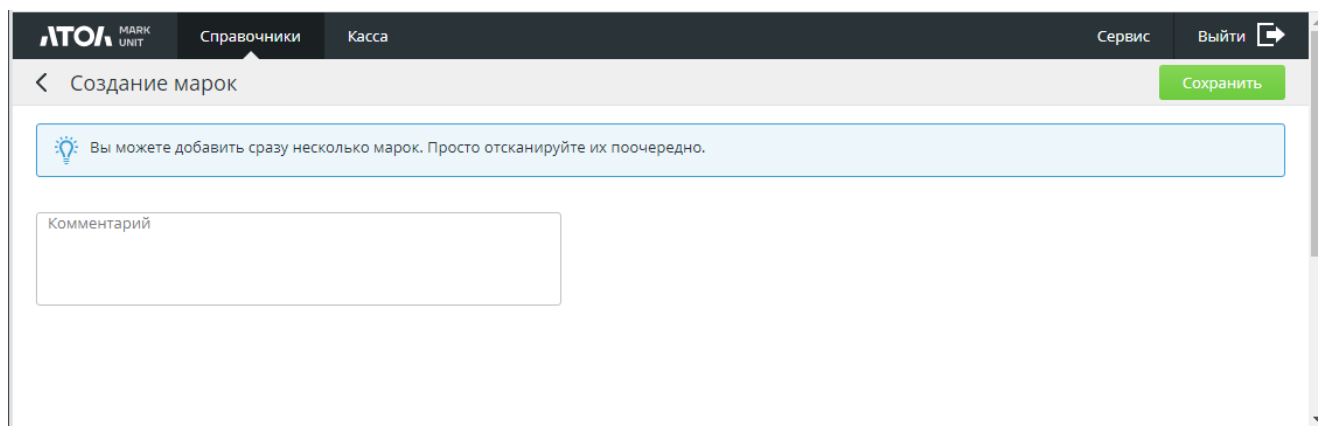 АТОЛ MARK UNIT Справочники Касса Сервис Выйти
Создание марок Сохранить
Вы можете добавить сразу несколько марок. Просто отсканируйте их поочередно.
Комментарий